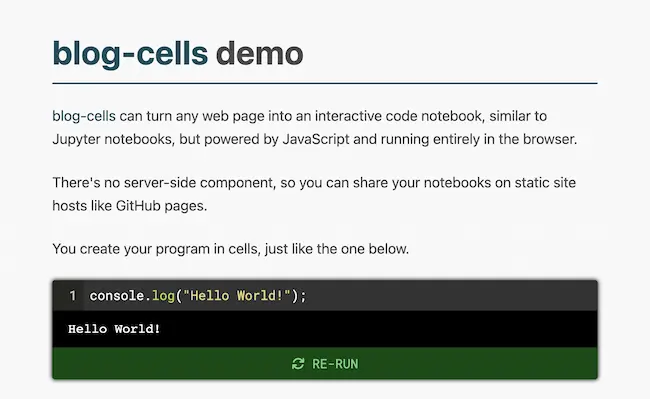 blog-cells demo
blog-cells can turn any web page into an interactive code notebook, similar to
Jupyter notebooks, but powered by JavaScript and running entirely in the browser.
There's no server-side component, so you can share your notebooks on static site
hosts like GitHub pages.
You create your program in cells, just like the one below.
1 console.log("Hello World!");
Hello World!
RE-RUN